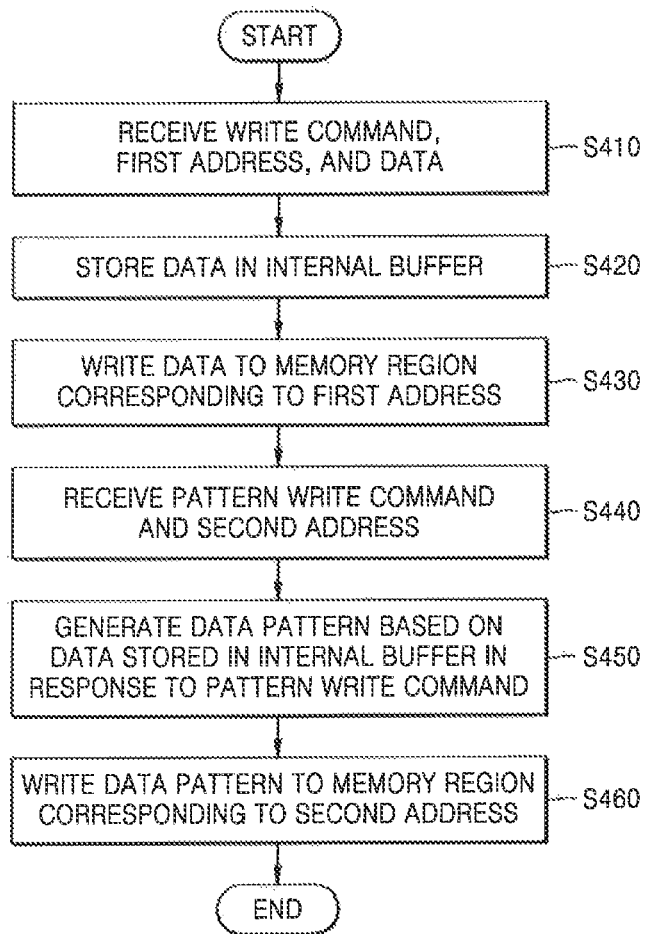 START
RECEIVE WRITE COMMAND,
FIRST ADDRESS, AND DATA
S410
STORE DATA IN INTERNAL BUFFER
S420
WRITE DATA TO MEMORY REGION
CORRESPONDING TO FIRST ADDRESS
S430
RECEIVE PATTERN WRITE COMMAND
AND SECOND ADDRESS
S440
GENERATE DATA PATTERN BASED ON
DATA STORED IN INTERNAL BUFFER IN
RESPONSE TO PATTERN WRITE COMMAND
S450
WRITE DATA PATTERN TO MEMORY REGION
CORRESPONDING TO SECOND ADDRESS
S460
END